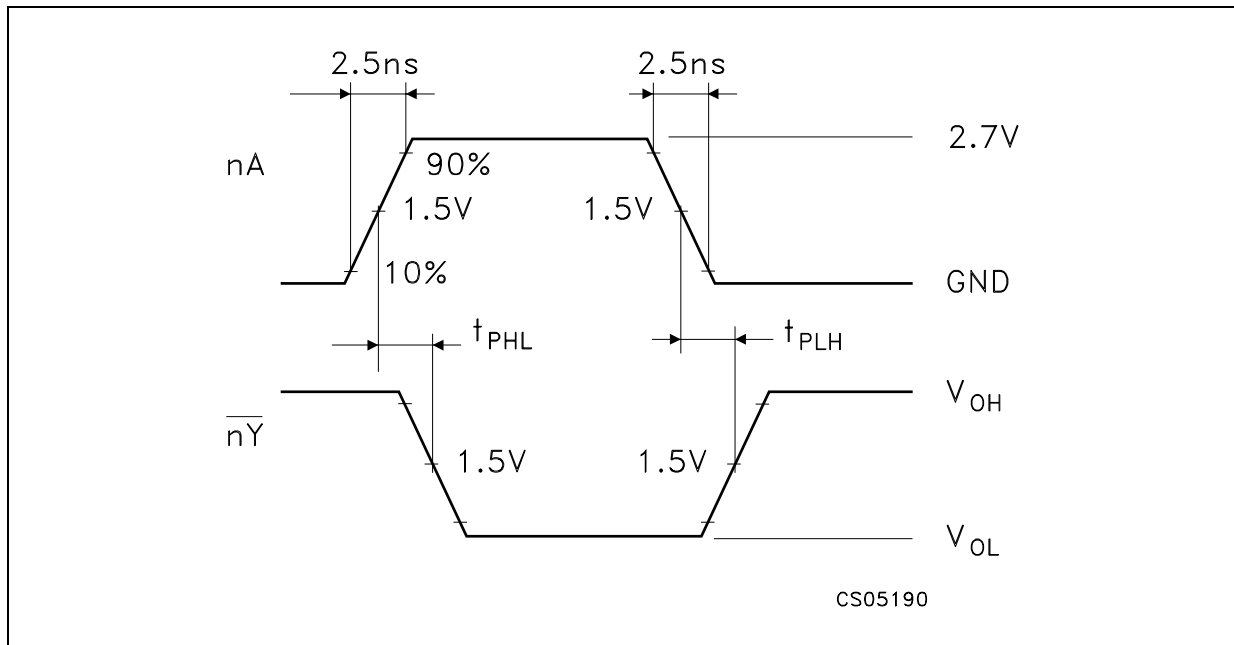 2.5ns 2.5ns
2.7V
nA
90%
1.5V 1.5V
10%
GND
tPHL tPLH
VOH
nY
1.5V 1.5V
VOL
CS05190